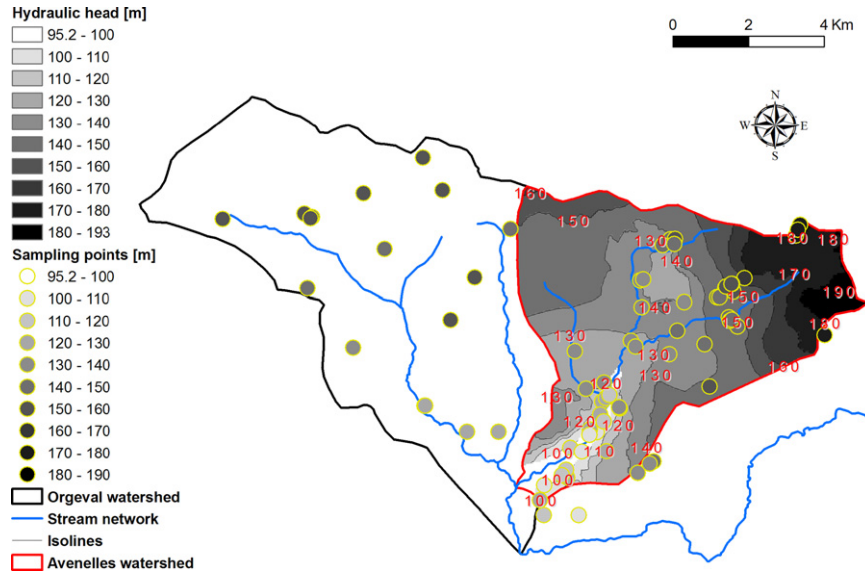 Hydraulic head [m]
95.2 - 100
100 - 110
110 - 120
120 - 130
130 - 140
140 - 150
150 - 160
160 - 170
170 - 180
180 - 193
Sampling points [m]
95.2 - 100
100 - 110
110 - 120
120 - 130
130 - 140
140 - 150
150 - 160
160 - 170
170 - 180
180 - 190
Orgeval watershed
Stream network
Isolines
Avenelles watershed
0 2 4 Km
N
W E
S
160
150
130
140
180
180
170
190
150
140
150
180
130
130
130
160
120
130
120
120
140
100
110
100
100